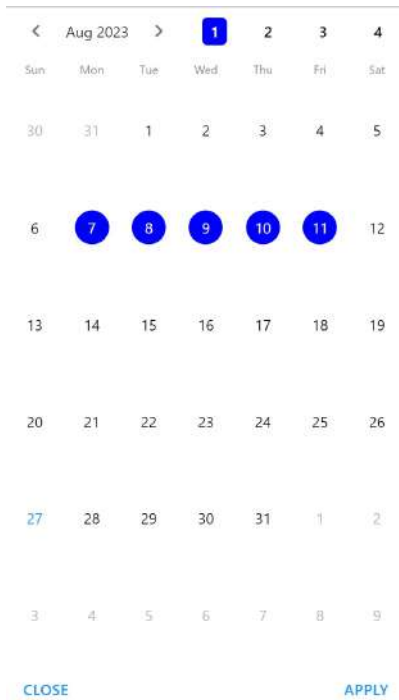 Aug 2023 1 2 3 4
Sun Mon Tue Wed Thu Fri Sat
30 31 1 2 3 4 5
6 7 8 9 10 11 12
13 14 15 16 17 18 19
20 21 22 23 24 25 26
27 28 29 30 31 1 2
3 4 5 6 7 8 9
CLOSE APPLY